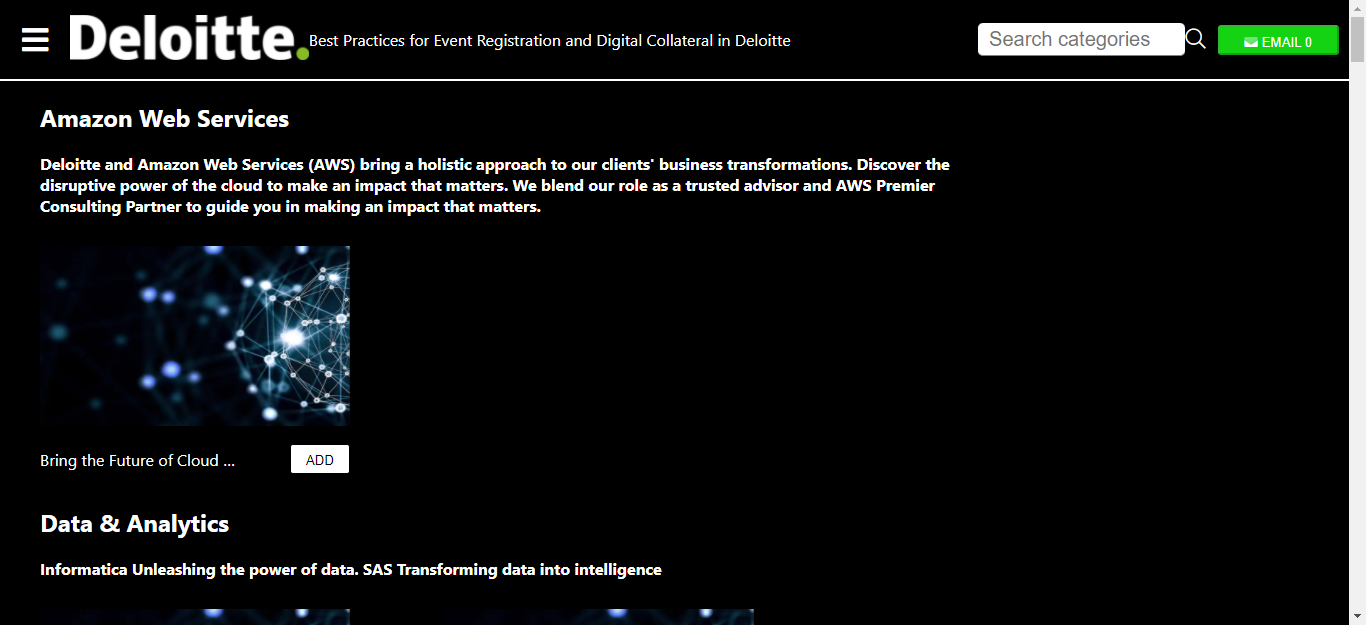 Deloitte.
Best Practices for Event Registration and Digital Collateral in Deloitte
Search categories
EMAIL 0
Amazon Web Services
Deloitte and Amazon Web Services (AWS) bring a holistic approach to our clients' business transformations. Discover the
disruptive power of the cloud to make an impact that matters. We blend our role as a trusted advisor and AWS Premier
Consulting Partner to guide you in making an impact that matters.
Bring the Future of Cloud ...
ADD
Data & Analytics
Informatica Unleashing the power of data. SAS Transforming data into intelligence